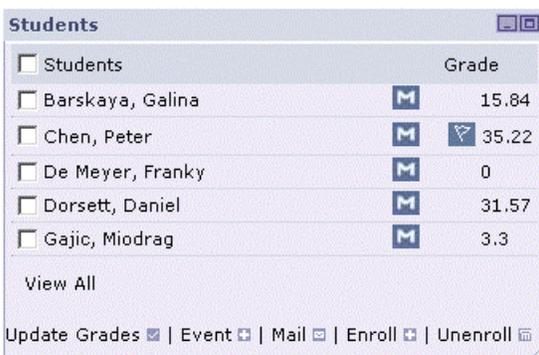 Students
Students Grade
Barskaya, Galina M 15.84
Chen, Peter M 35.22
De Meyer, Franky M 0
Dorsett, Daniel M 31.57
Gajic, Miodrag M 3.3
View All
Update Grades | Event | Mail | Enroll | Unenroll